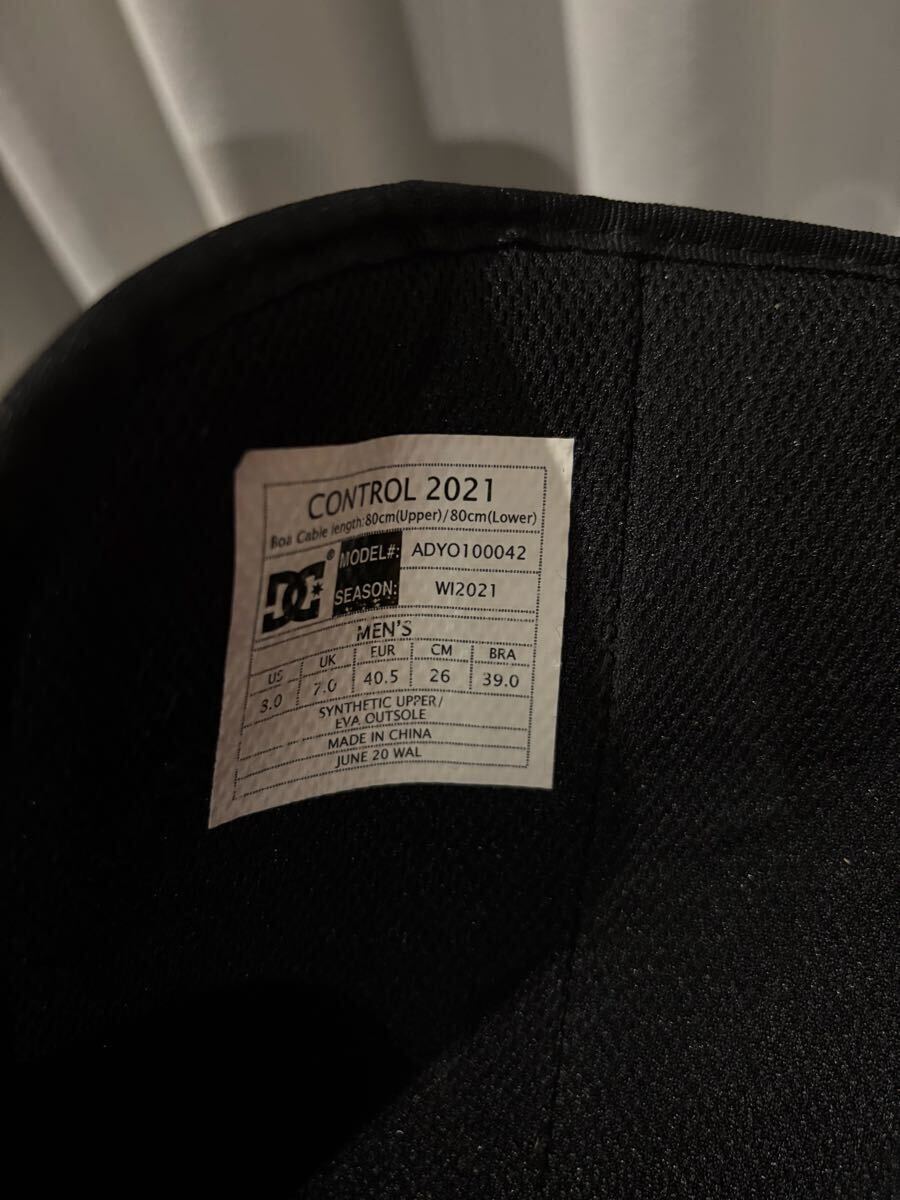 CONTROL 2021
Boa Cable length:80cm(Upper)/80cm(Lower)
DC® MODEL#: ADYO100042
SEASON: WI2021
MEN'S
US UK EUR CM BRA
8.0 7.0 40.5 26 39.0
SYNTHETIC UPPER/
EVA OUTSOLE
MADE IN CHINA
JUNE 20 WAL